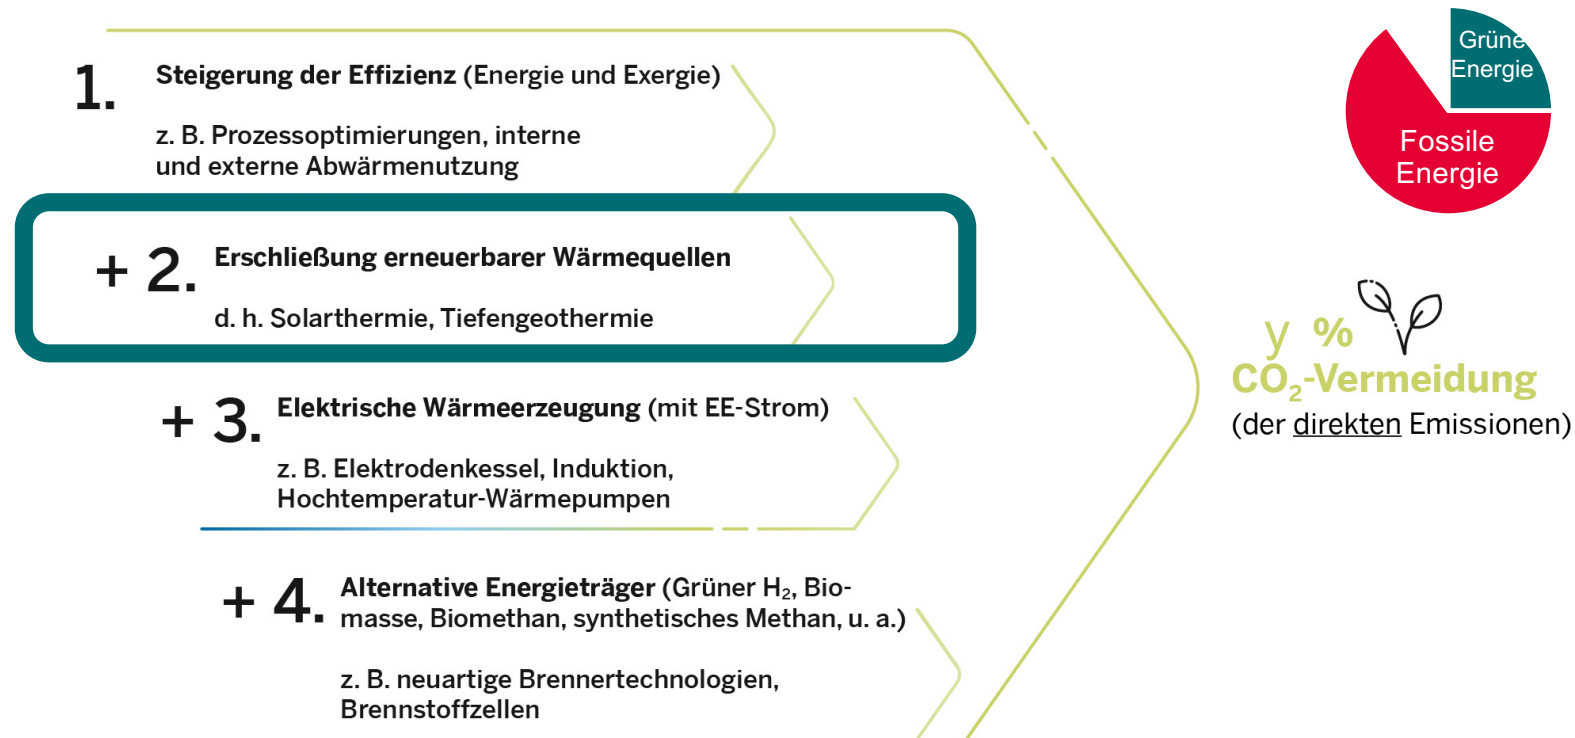 1. Steigerung der Effizienz (Energie und Exergie)
z. B. Prozessoptimierungen, interne
und externe Abwärmenutzung
+ 2. Erschließung erneuerbarer Wärmequellen
d. h. Solarthermie, Tiefengeothermie
+ 3. Elektrische Wärmeerzeugung (mit EE-Strom)
z. B. Elektrodenkessel, Induktion,
Hochtemperatur-Wärmepumpen
+ 4. Alternative Energieträger (Grüner H₂, Bio-
masse, Biomethan, synthetisches Methan, u. a.)
z. B. neuartige Brennertechnologien,
Brennstoffzellen
Grüne
Energie
Fossile
Energie
y %
CO₂-Vermeidung
(der direkten Emissionen)